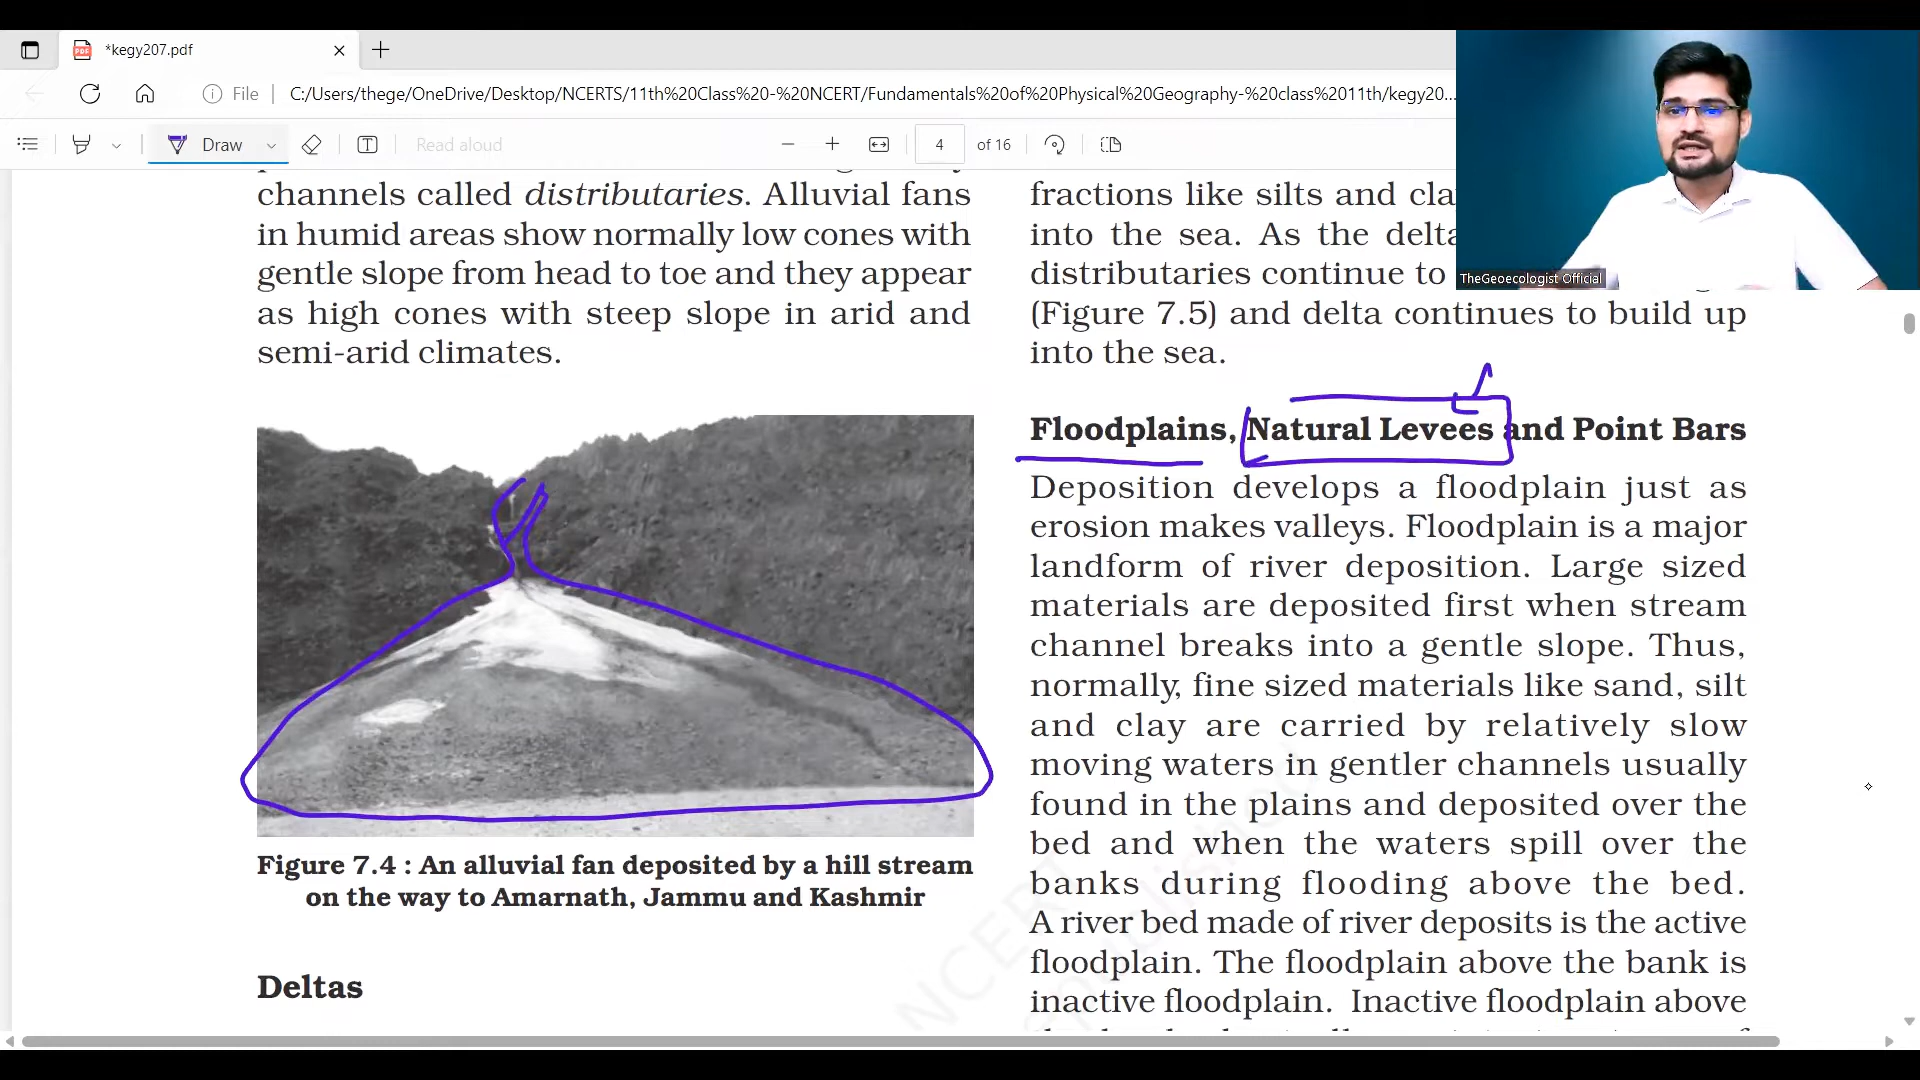 *kegy207.pdf
File
C:/Users/thege/OneDrive/Desktop/NCERTS/11th%20Class%20-%20NCERT/Fundamentals%20of%20Physical%20Geography-%20class%2011th/kegy20...
Draw
Read aloud
4 of 16
TheGeoecologist Official
channels called distributaries. Alluvial fans
in humid areas show normally low cones with
gentle slope from head to toe and they appear
as high cones with steep slope in arid and
semi-arid climates.
Figure 7.4 : An alluvial fan deposited by a hill stream
on the way to Amarnath, Jammu and Kashmir
Deltas
fractions like silts and
into the sea. As the
distributaries continue to
(Figure 7.5) and delta continues to build up
into the sea.
Floodplains, Natural Levees and Point Bars
Deposition develops a floodplain just as
erosion makes valleys. Floodplain is a major
landform of river deposition. Large sized
materials are deposited first when stream
channel breaks into a gentle slope. Thus,
normally, fine sized materials like sand, silt
and clay are carried by relatively slow
moving waters in gentler channels usually
found in the plains and deposited over the
bed and when the waters spill over the
banks during flooding above the bed.
A river bed made of river deposits is the active
floodplain. The floodplain above the bank is
inactive floodplain. Inactive floodplain above
NCERT